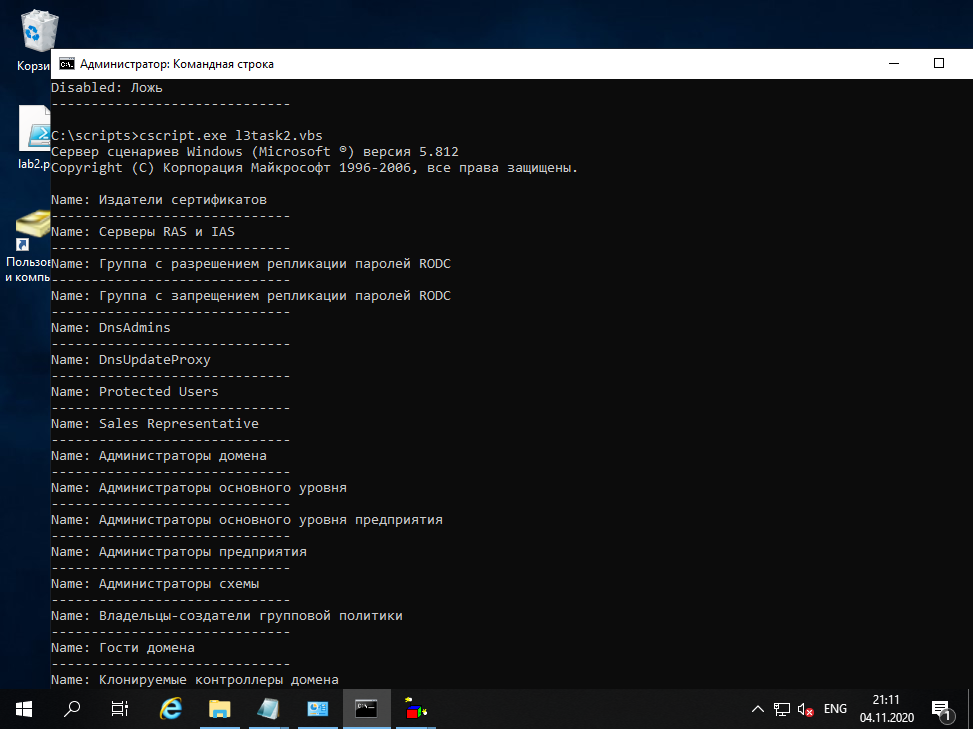 Корзи
Администратор: Командная строка
lab2.p
Пользов
и компь
Disabled: Ложь
------------------------------
C:\scripts>cscript.exe l3task2.vbs
Сервер сценариев Windows (Microsoft ®) версия 5.812
Copyright (C) Корпорация Майкрософт 1996-2006, все права защищены.
Name: Издатели сертификатов
------------------------------
Name: Серверы RAS и IAS
------------------------------
Name: Группа с разрешением репликации паролей RODC
------------------------------
Name: Группа с запрещением репликации паролей RODC
------------------------------
Name: DnsAdmins
------------------------------
Name: DnsUpdateProxy
------------------------------
Name: Protected Users
------------------------------
Name: Sales Representative
------------------------------
Name: Администраторы домена
------------------------------
Name: Администраторы основного уровня
------------------------------
Name: Администраторы основного уровня предприятия
------------------------------
Name: Администраторы предприятия
------------------------------
Name: Администраторы схемы
------------------------------
Name: Владельцы-создатели групповой политики
------------------------------
Name: Гости домена
------------------------------
Name: Клонируемые контроллеры домена
ENG
21:11
04.11.2020
1